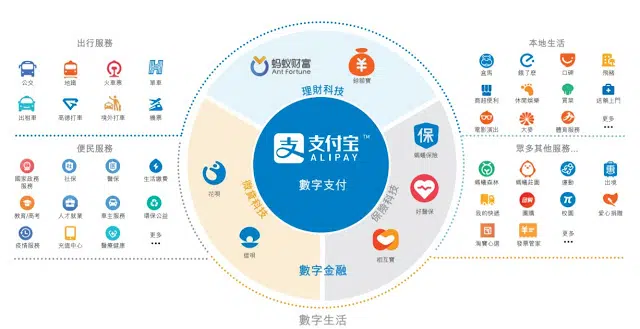 出行服務
公交
地鐵
火車票
單車
出租車
高德打車
境外打車
機票
便民服務
國家政務
服務
社保
醫保
生活繳費
教育/高考
人才就業
車主服務
環保公益
疫情服務
充電中心
醫療健康
更多
蚂蚁财富
Ant Fortune
餘額寶
理財科技
支付宝™
ALIPAY
數字支付
微貸科技
花唄
借唄
保險科技
保
螞蟻保險
好醫保
相互寶
數字金融
數字生活
本地生活
盒馬
餓了麼
口碑
飛豬
商超便利
休閒娛樂
買菜
送藥上門
電影演出
大麥
體育服務
更多
眾多其他服務...
螞蟻森林
螞蟻莊園
運動
出境
我的快遞
團購
校園
愛心捐贈
淘寶心選
發票管家
更多